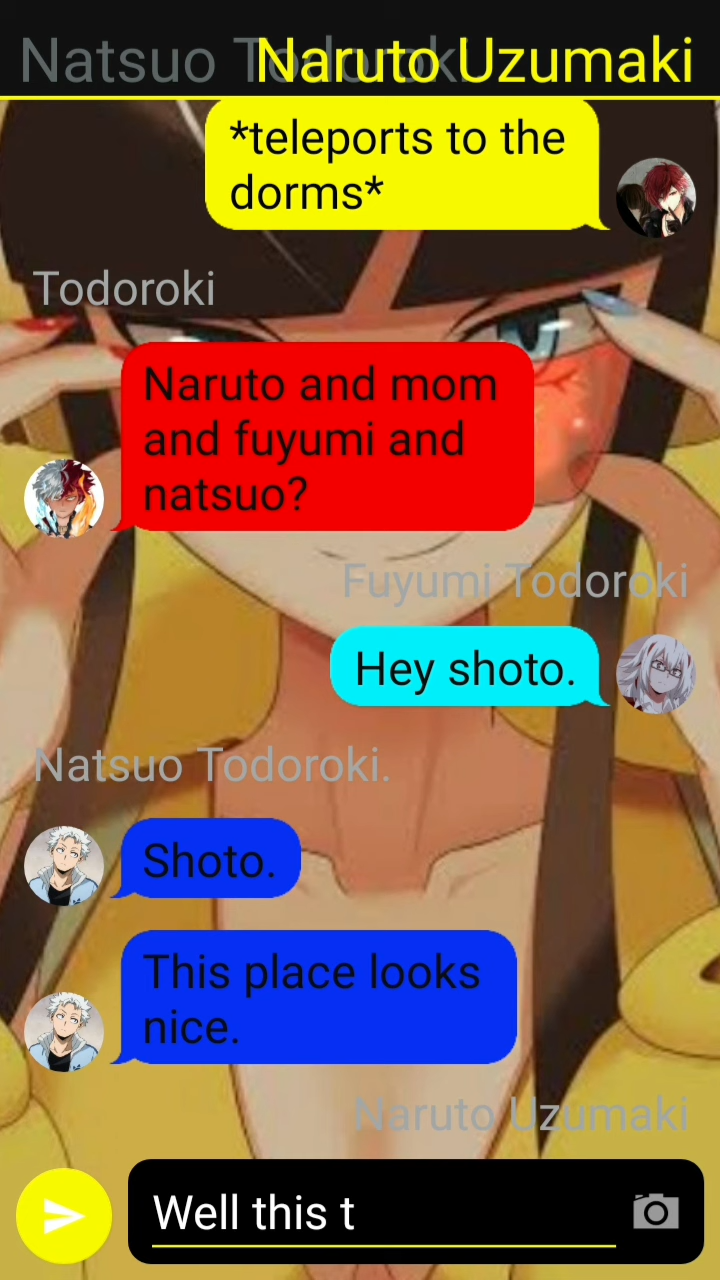 Natsuo Todoroki
Naruto Uzumaki
*teleports to the
dorms*
Todoroki
Naruto and mom
and fuyumi and
natsuo?
Fuyumi Todoroki
Hey shoto.
Natsuo Todoroki.
Shoto.
This place looks
nice.
Naruto Uzumaki
Well this t